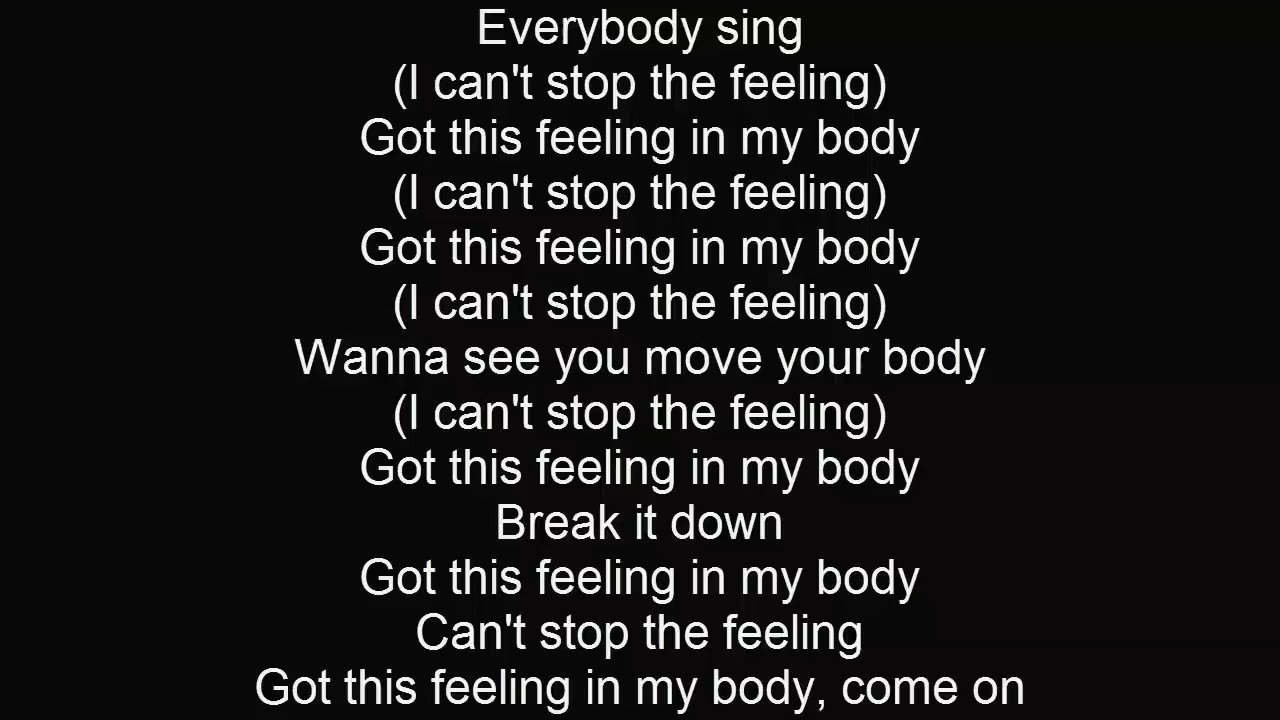 Everybody sing
(I can't stop the feeling)
Got this feeling in my body
(I can't stop the feeling)
Got this feeling in my body
(I can't stop the feeling)
Wanna see you move your body
(I can't stop the feeling)
Got this feeling in my body
Break it down
Got this feeling in my body
Can't stop the feeling
Got this feeling in my body, come on